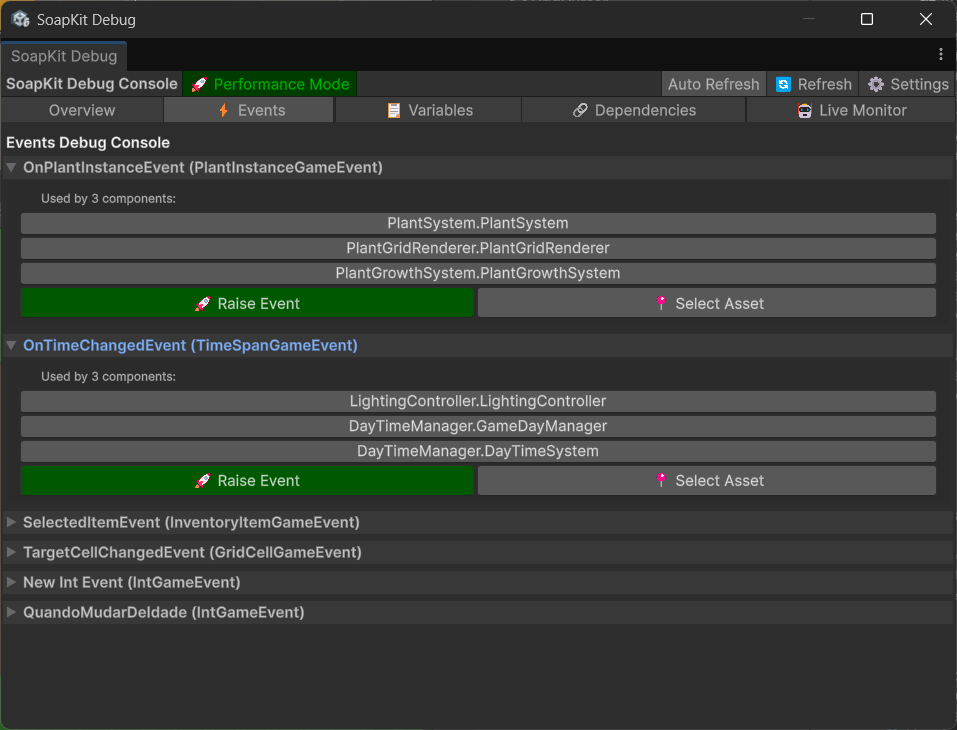 SoapKit Debug
SoapKit Debug
SoapKit Debug Console Performance Mode Auto Refresh Refresh Settings
Overview Events Variables Dependencies Live Monitor
Events Debug Console
OnPlantInstanceEvent (PlantInstanceGameEvent)
Used by 3 components:
PlantSystem.PlantSystem
PlantGridRenderer.PlantGridRenderer
PlantGrowthSystem.PlantGrowthSystem
Raise Event Select Asset
OnTimeChangedEvent (TimeSpanGameEvent)
Used by 3 components:
LightingController.LightingController
DayTimeManager.GameDayManager
DayTimeManager.DayTimeSystem
Raise Event Select Asset
SelectedItemEvent (InventoryItemGameEvent)
TargetCellChangedEvent (GridCellGameEvent)
New Int Event (IntGameEvent)
QuandoMudarDeIdade (IntGameEvent)